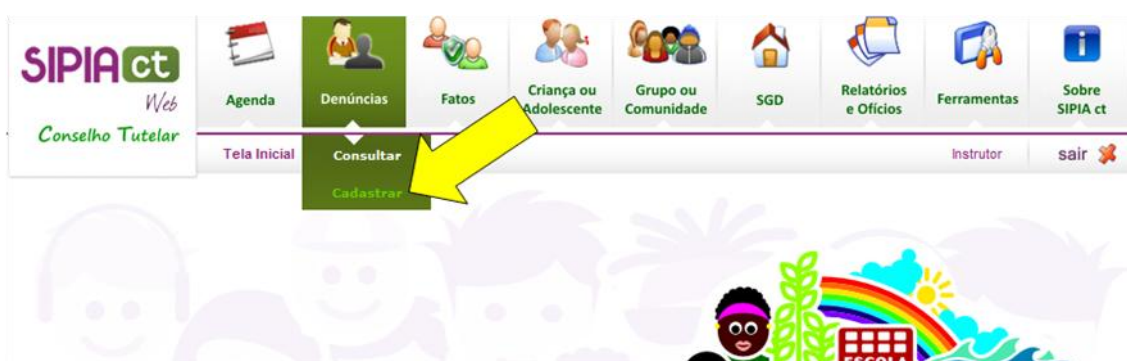 SIPIA ct
Web
Conselho Tutelar
Agenda
Denúncias
Fatos
Criança ou
Adolescente
Grupo ou
Comunidade
SGD
Relatórios
e Ofícios
Ferramentas
Sobre
SIPIA ct
Tela Inicial
Consultar
Cadastrar
Instrutor
sair
ESCOLA